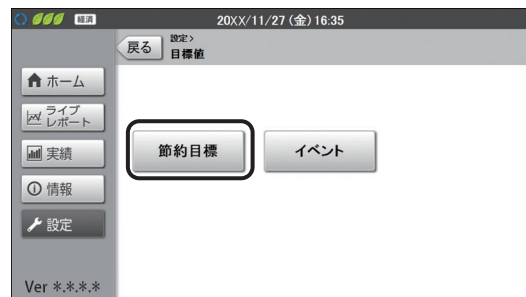 経済
20XX/11/27 (金) 16:35
戻る
設定>
目標値
ホーム
ライブ
レポート
実績
情報
設定
節約目標
イベント
Ver *.*.*.*